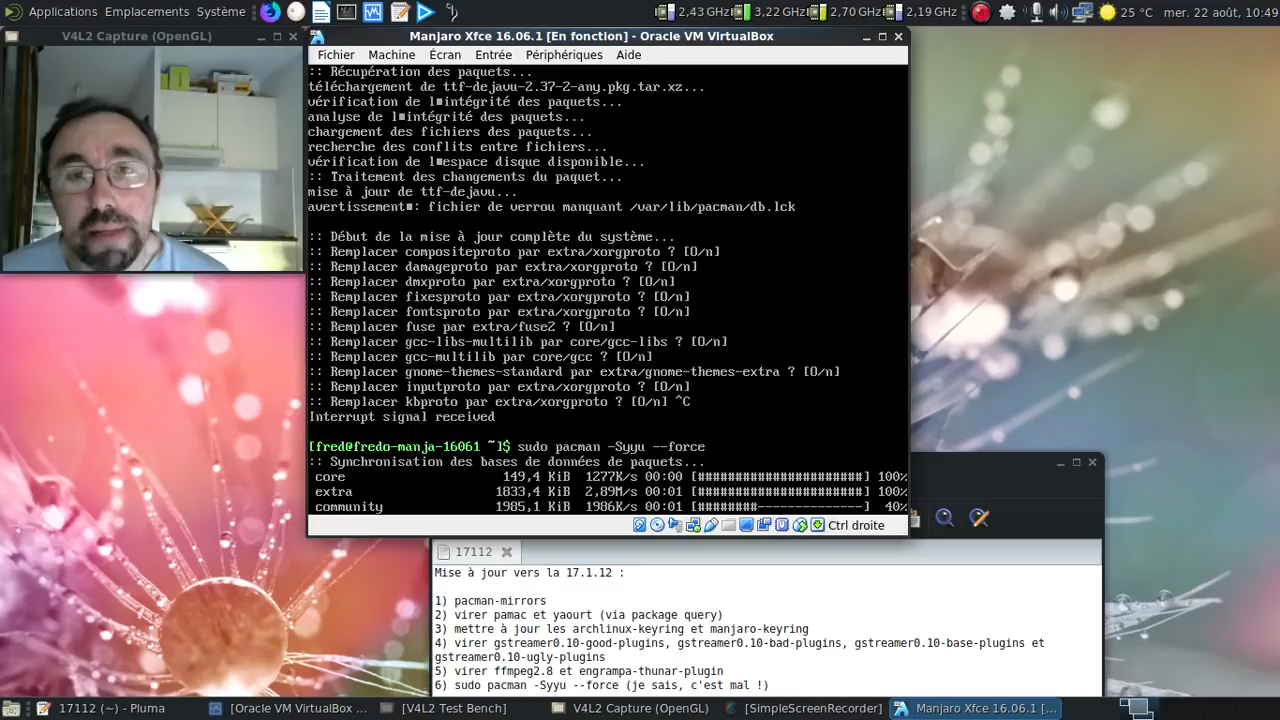 Applications Emplacements Système
2,43 GHz 3,22 GHz 2,70 GHz 2,19 GHz 25 °C mer. 22 août, 10:49
V4L2 Capture (OpenGL)
Manjaro Xfce 16.06.1 [En fonction] - Oracle VM VirtualBox
Fichier Machine Écran Entrée Périphériques Aide
:: Récupération des paquets...
téléchargement de ttf-dejavu-2.37-2-any.pkg.tar.xz...
vérification de l■intégrité des paquets...
analyse de l■intégrité des paquets...
chargement des fichiers des paquets...
recherche des conflits entre fichiers...
vérification de l■espace disque disponible...
:: Traitement des changements du paquet...
mise à jour de ttf-dejavu...
avertissement■: fichier de verrou manquant /var/lib/pacman/db.lck
:: Début de la mise à jour complète du système...
:: Remplacer compositeproto par extra/xorgproto ? [O/n]
:: Remplacer damageproto par extra/xorgproto ? [O/n]
:: Remplacer dmxproto par extra/xorgproto ? [O/n]
:: Remplacer fixesproto par extra/xorgproto ? [O/n]
:: Remplacer fontsproto par extra/xorgproto ? [O/n]
:: Remplacer fuse par extra/fuse2 ? [O/n]
:: Remplacer gcc-libs-multilib par core/gcc-libs ? [O/n]
:: Remplacer gcc-multilib par core/gcc ? [O/n]
:: Remplacer gnome-themes-standard par extra/gnome-themes-extra ? [O/n]
:: Remplacer inputproto par extra/xorgproto ? [O/n]
:: Remplacer kbproto par extra/xorgproto ? [O/n] ^C
Interrupt signal received
[fred@fredo-manja-16061 ~]$ sudo pacman -Syyu --force
:: Synchronisation des bases de données de paquets...
core 149,4 KiB 1277K/s 00:00 [######################] 100%
extra 1833,4 KiB 2,89M/s 00:01 [######################] 100%
community 1985,1 KiB 1986K/s 00:01 [########--------------] 40%
Ctrl droite
17112
Mise à jour vers la 17.1.12 :
1) pacman-mirrors
2) virer pamac et yaourt (via package query)
3) mettre à jour les archlinux-keyring et manjaro-keyring
4) virer gstreamer0.10-good-plugins, gstreamer0.10-bad-plugins, gstreamer0.10-base-plugins et
gstreamer0.10-ugly-plugins
5) virer ffmpeg2.8 et engrampa-thunar-plugin
6) sudo pacman -Syyu --force (je sais, c'est mal !)
17112 (~) - Pluma [Oracle VM VirtualBox ... [V4L2 Test Bench] V4L2 Capture (OpenGL) [SimpleScreenRecorder] Manjaro Xfce 16.06.1 [...